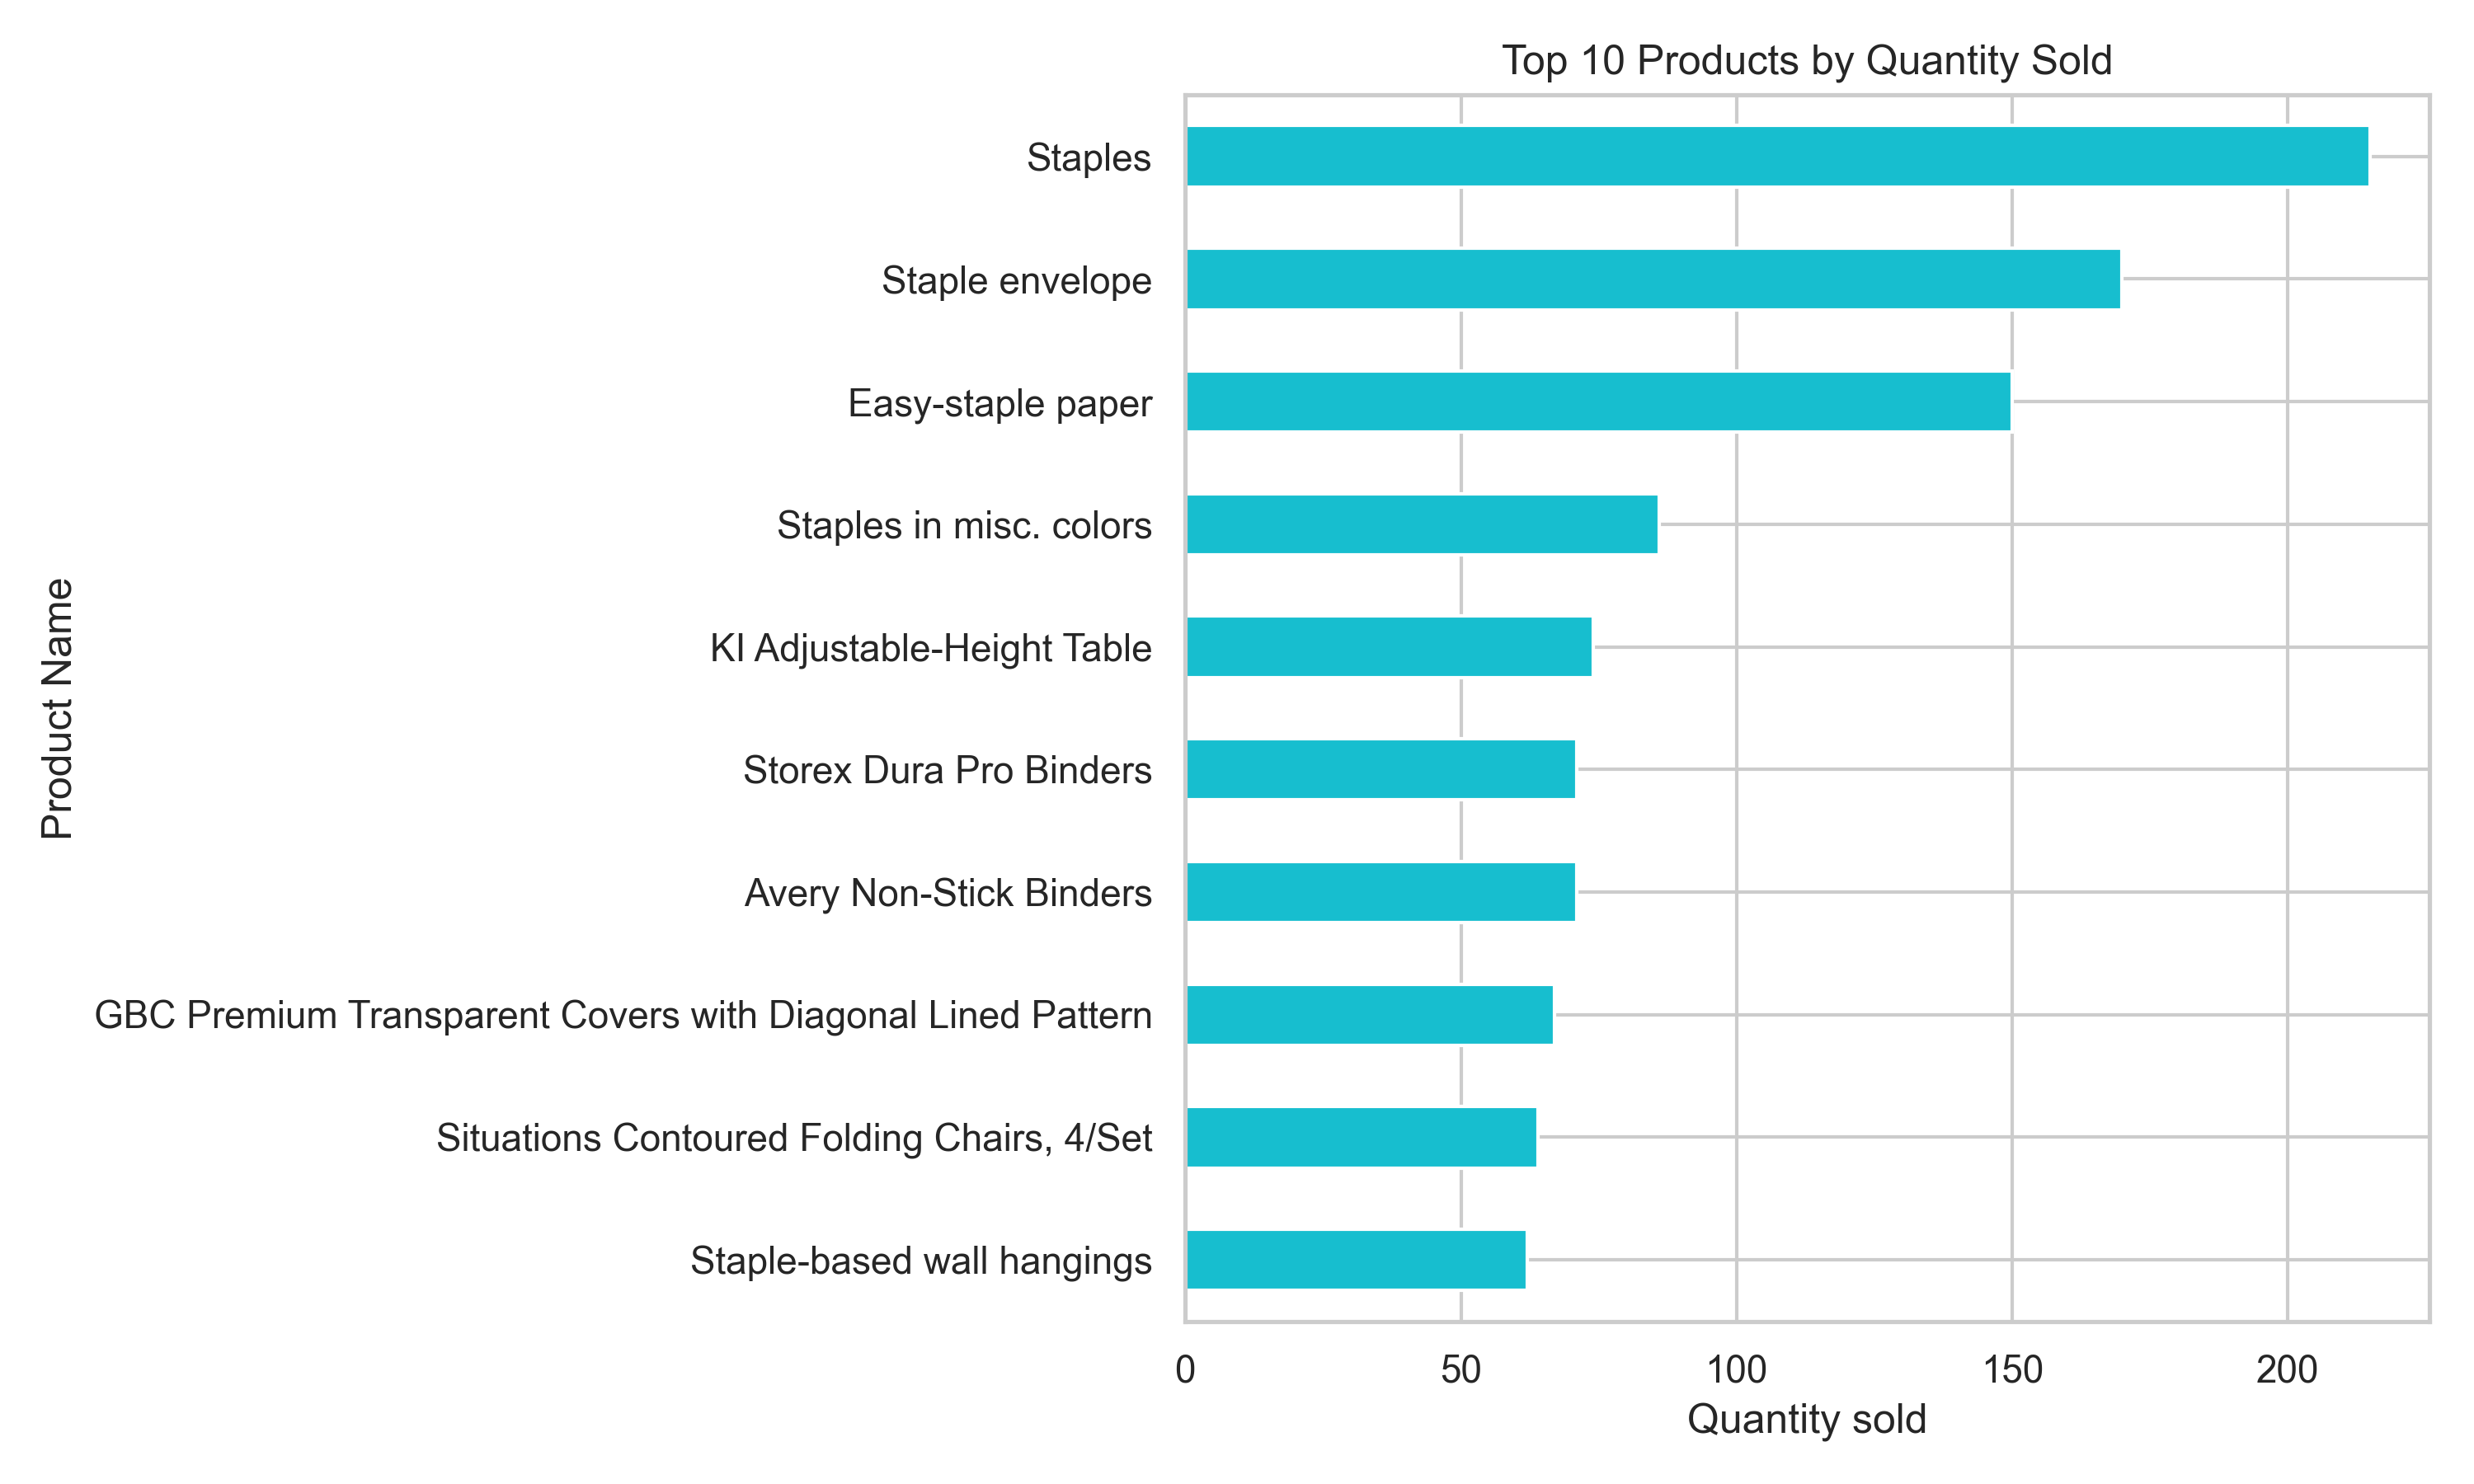 Top 10 Products by Quantity Sold
Product Name
Staples
Staple envelope
Easy-staple paper
Staples in misc. colors
KI Adjustable-Height Table
Storex Dura Pro Binders
Avery Non-Stick Binders
GBC Premium Transparent Covers with Diagonal Lined Pattern
Situations Contoured Folding Chairs, 4/Set
Staple-based wall hangings
0 50 100 150 200
Quantity sold